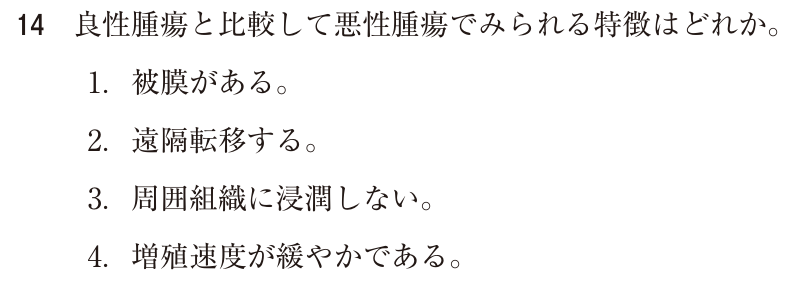 14 良性腫瘍と比較して悪性腫瘍でみられる特徴はどれか。
1. 被膜がある。
2. 遠隔転移する。
3. 周囲組織に浸潤しない。
4. 増殖速度が緩やかである。